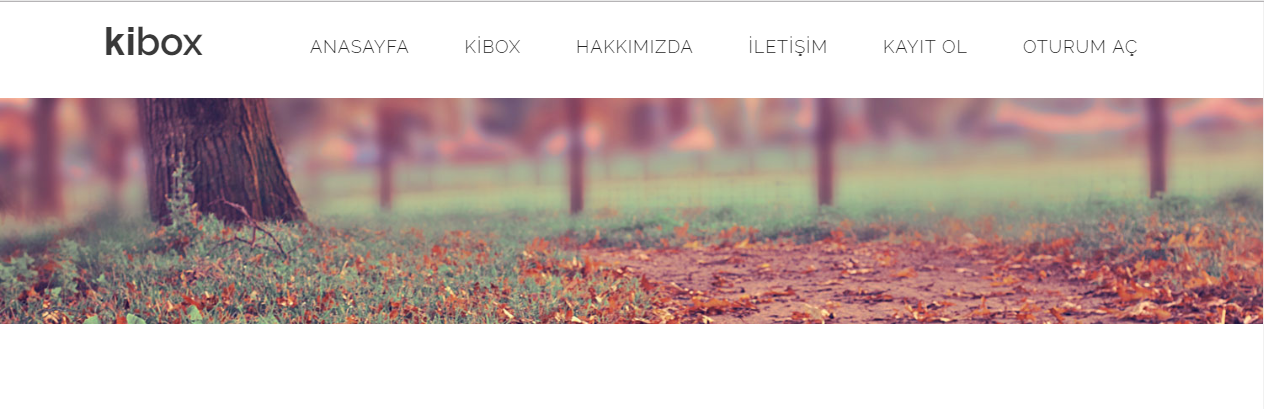 kibox ANASAYFA KİBOX HAKKIMIZDA İLETİŞİM KAYIT OL OTURUM AÇ